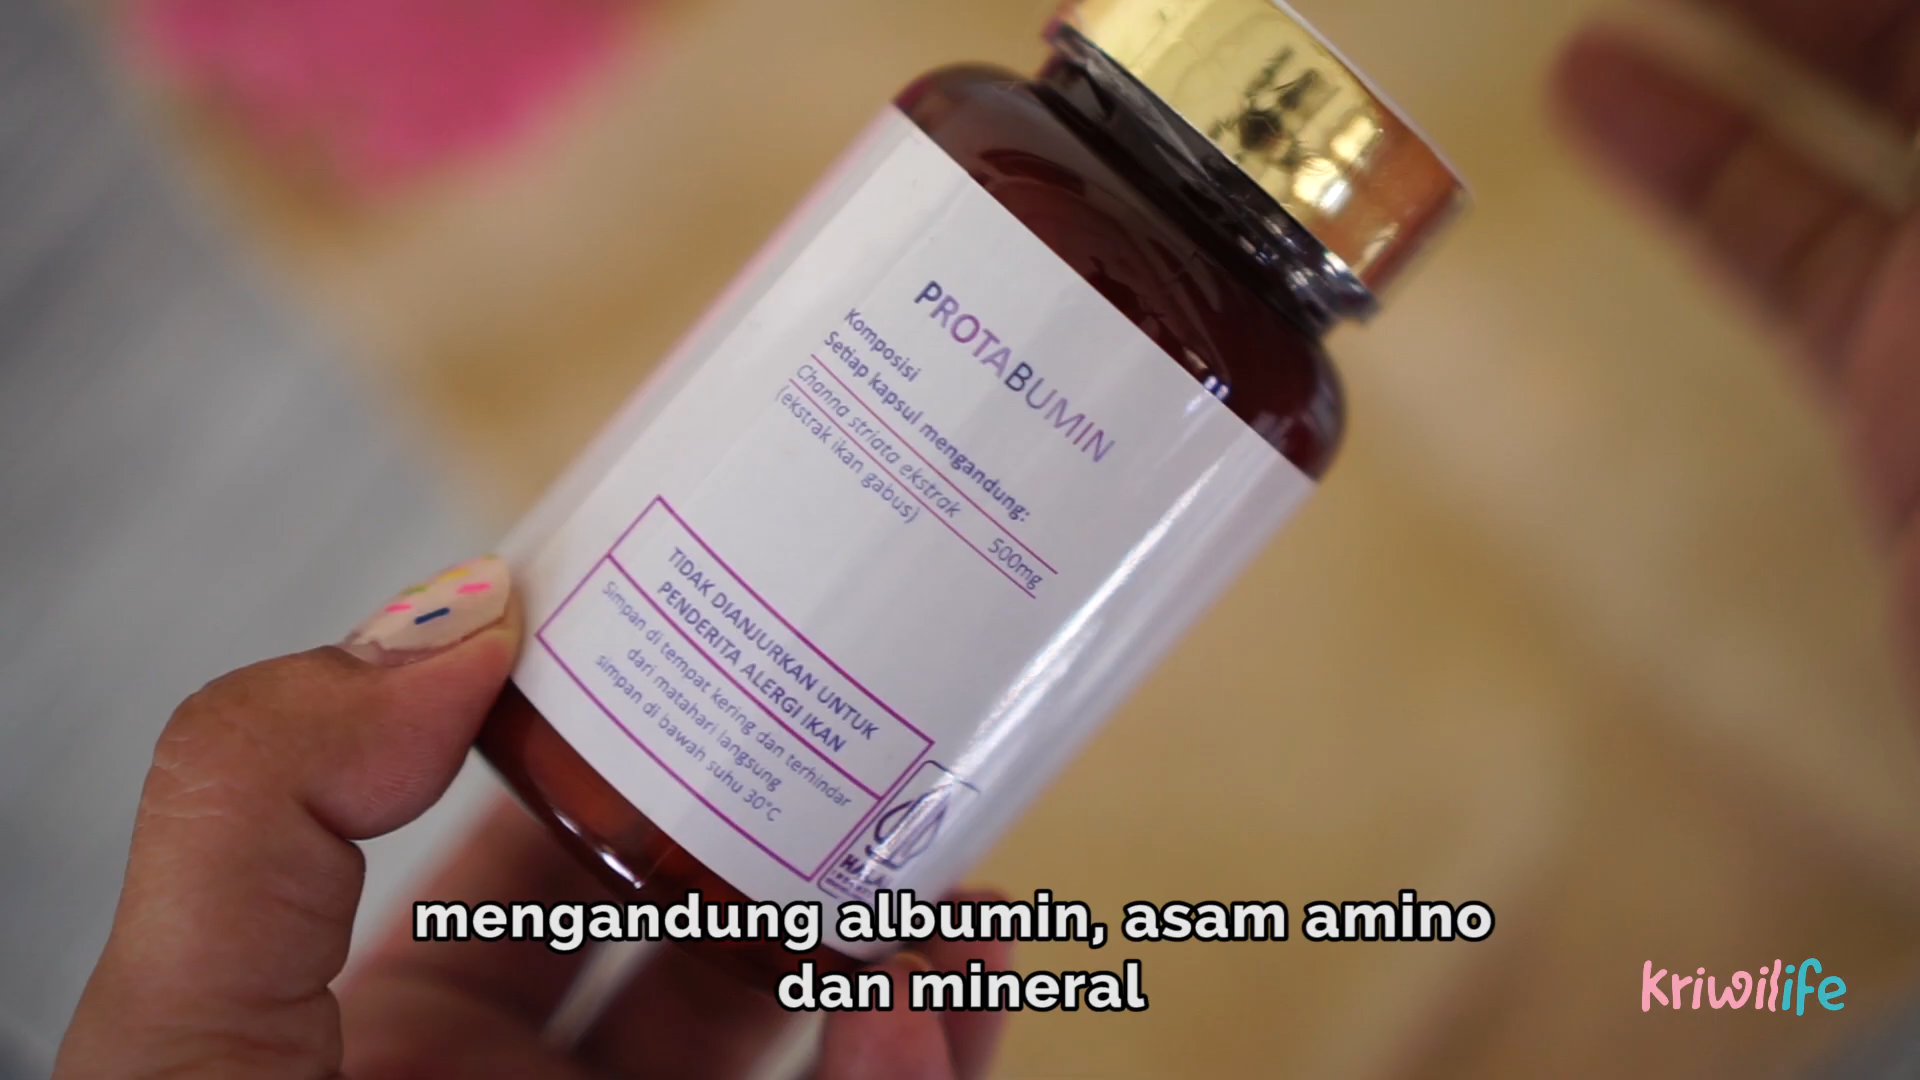 PROTABUMIN
Komposisi
Setiap kapsul mengandung:
Channa striata ekstrak 500mg
(ekstrak ikan gabus)
TIDAK DIANJURKAN UNTUK
PENDERITA ALERGI IKAN
Simpan di tempat kering dan terhindar
dari matahari langsung
simpan di bawah suhu 30°C
HALAL
mengandung albumin, asam amino
dan mineral
kriwilife